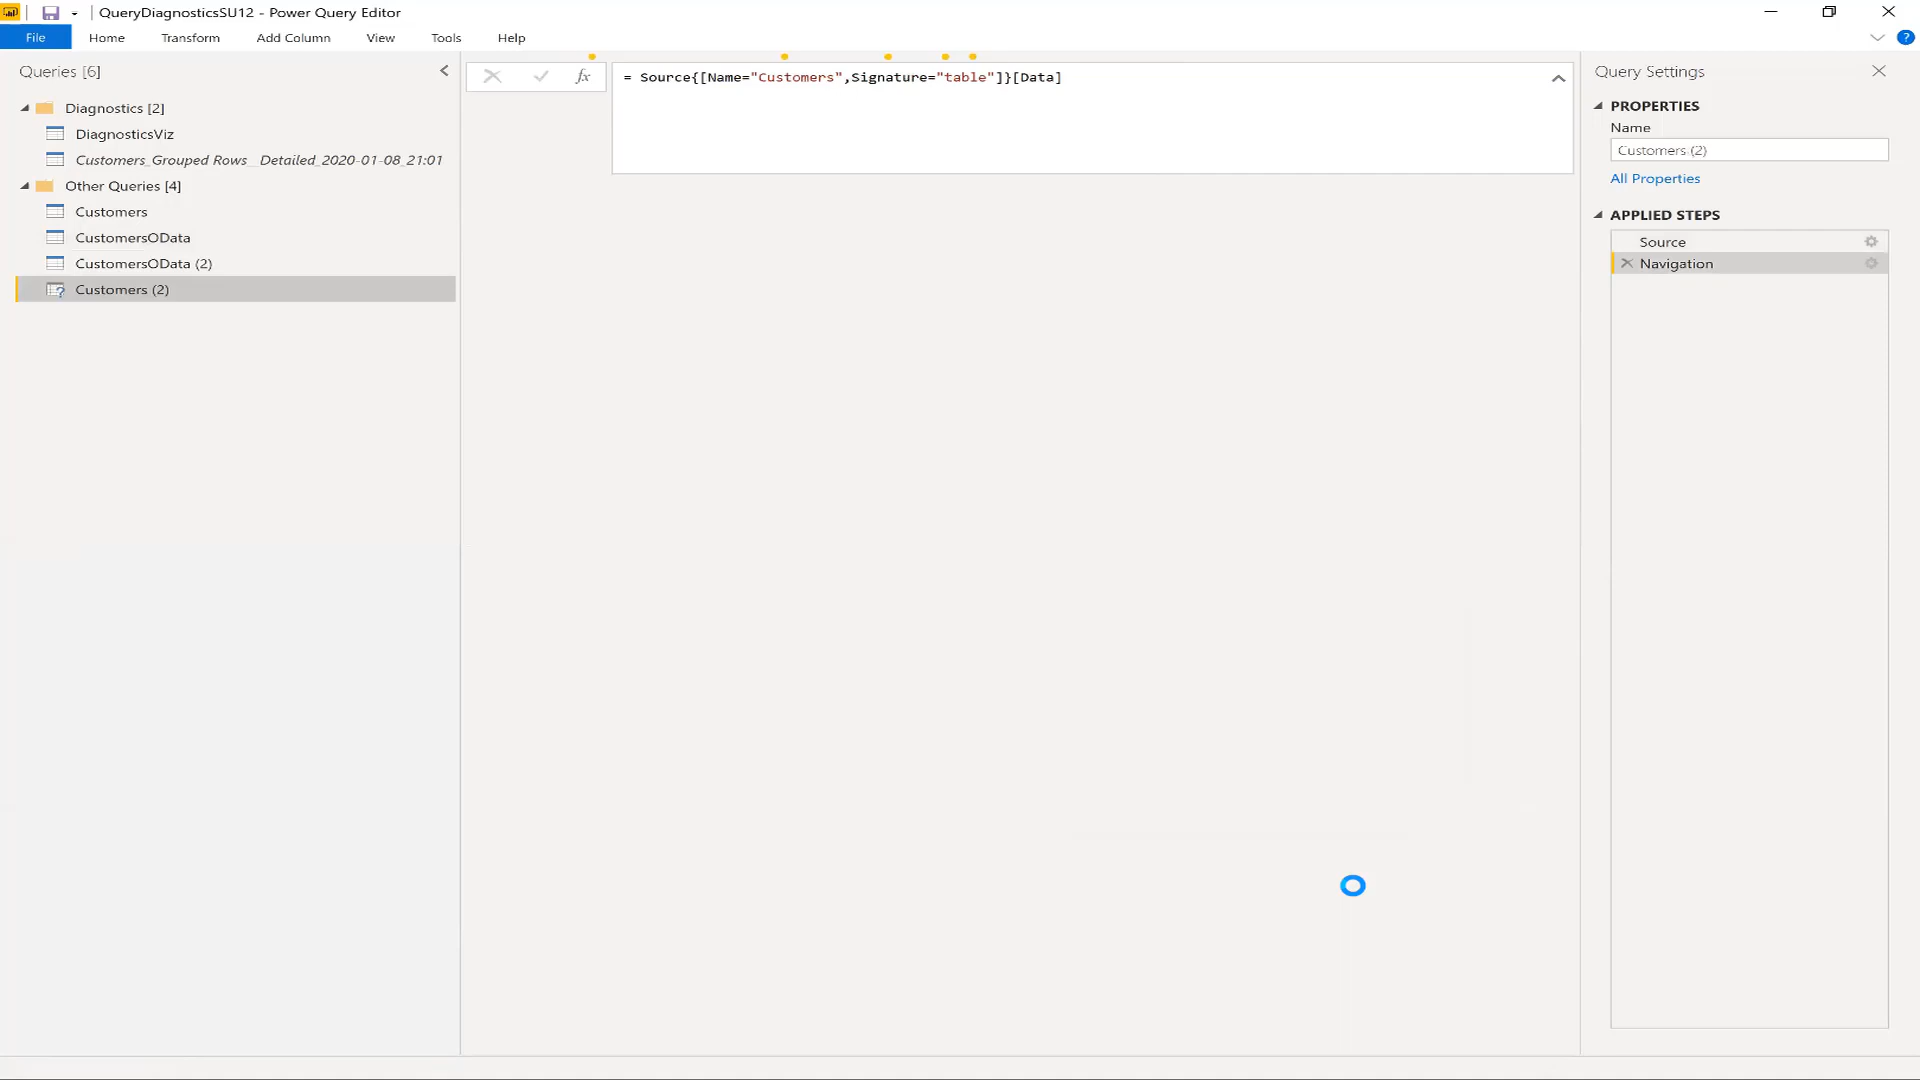 QueryDiagnosticsSU12 - Power Query Editor
File Home Transform Add Column View Tools Help
Queries [6]
Diagnostics [2]
DiagnosticsViz
Customers_Grouped Rows__Detailed_2020-01-08_21:01
Other Queries [4]
Customers
CustomersOData
CustomersOData (2)
Customers (2)
fx
= Source{[Name="Customers",Signature="table"]}[Data]
Query Settings
PROPERTIES
Name
Customers (2)
All Properties
APPLIED STEPS
Source
Navigation